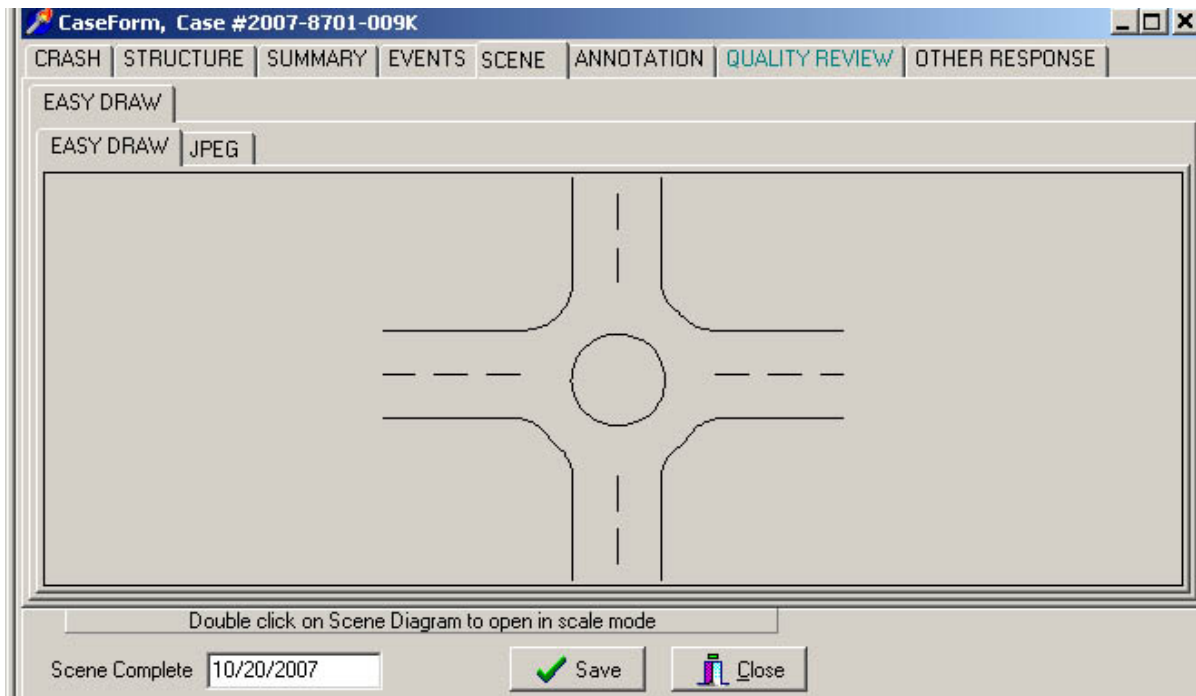 CaseForm, Case #2007-8701-009K
CRASH STRUCTURE SUMMARY EVENTS SCENE ANNOTATION QUALITY REVIEW OTHER RESPONSE
EASY DRAW
EASY DRAW JPEG
Double click on Scene Diagram to open in scale mode
Scene Complete 10/20/2007 Save Close